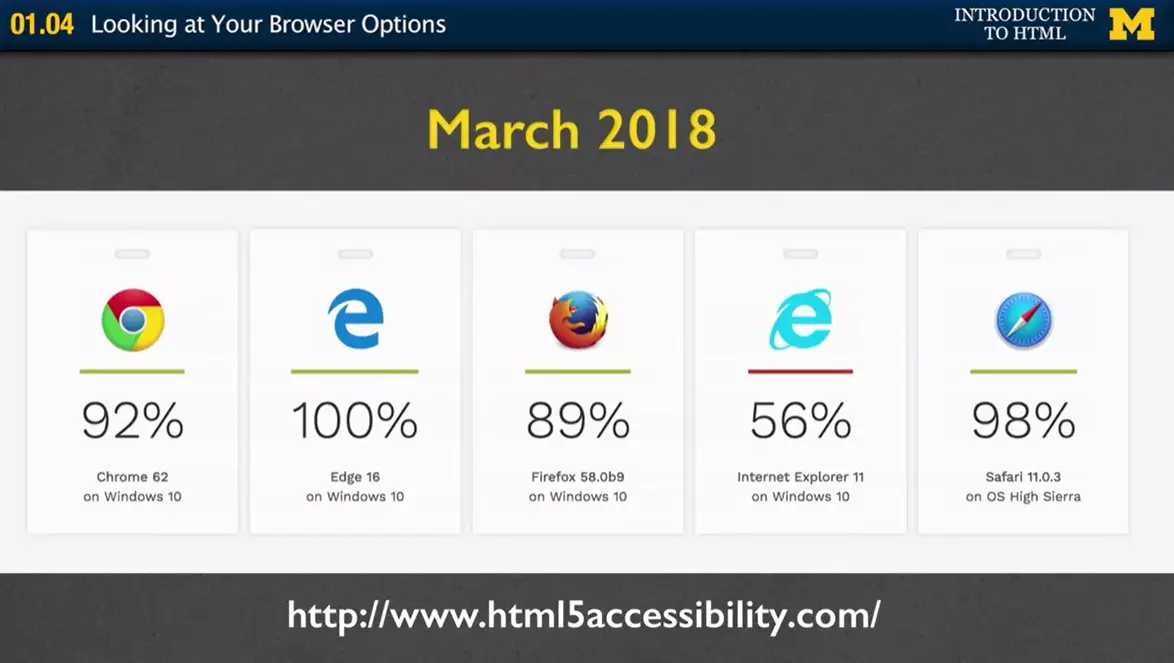 01.04 Looking at Your Browser Options
INTRODUCTION
TO HTML
M
March 2018
92%
Chrome 62
on Windows 10
100%
Edge 16
on Windows 10
89%
Firefox 58.0b9
on Windows 10
56%
Internet Explorer 11
on Windows 10
98%
Safari 11.0.3
on OS High Sierra
http://www.html5accessibility.com/